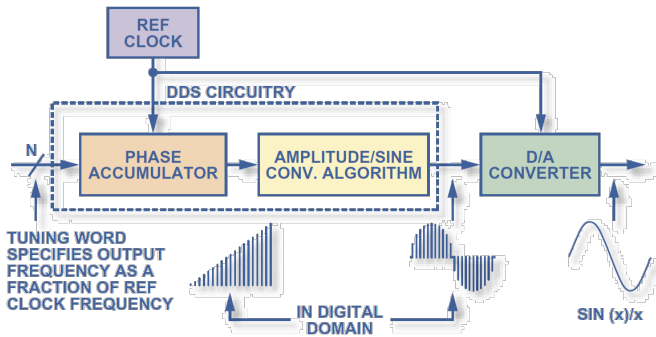 REF
CLOCK
DDS CIRCUITRY
N
PHASE
ACCUMULATOR
AMPLITUDE/SINE
CONV. ALGORITHM
D/A
CONVERTER
TUNING WORD
SPECIFIES OUTPUT
FREQUENCY AS A
FRACTION OF REF
CLOCK FREQUENCY
IN DIGITAL
DOMAIN
SIN (x)/x